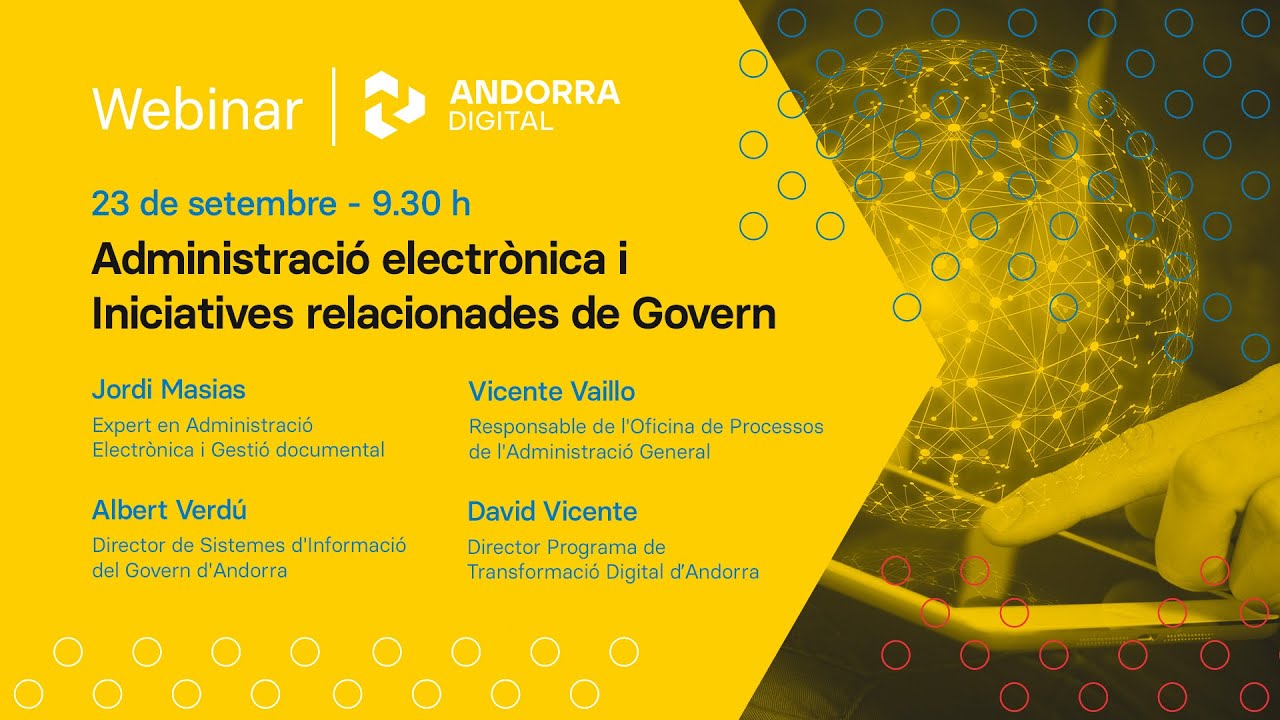 Webinar
ANDORRA
DIGITAL
23 de setembre - 9.30 h
Administració electrònica i
Iniciatives relacionades de Govern
Jordi Masias
Expert en Administració
Electrònica i Gestió documental
Vicente Vaillo
Responsable de l'Oficina de Processos
de l'Administració General
Albert Verdú
Director de Sistemes d'Informació
del Govern d'Andorra
David Vicente
Director Programa de
Transformació Digital d’Andorra